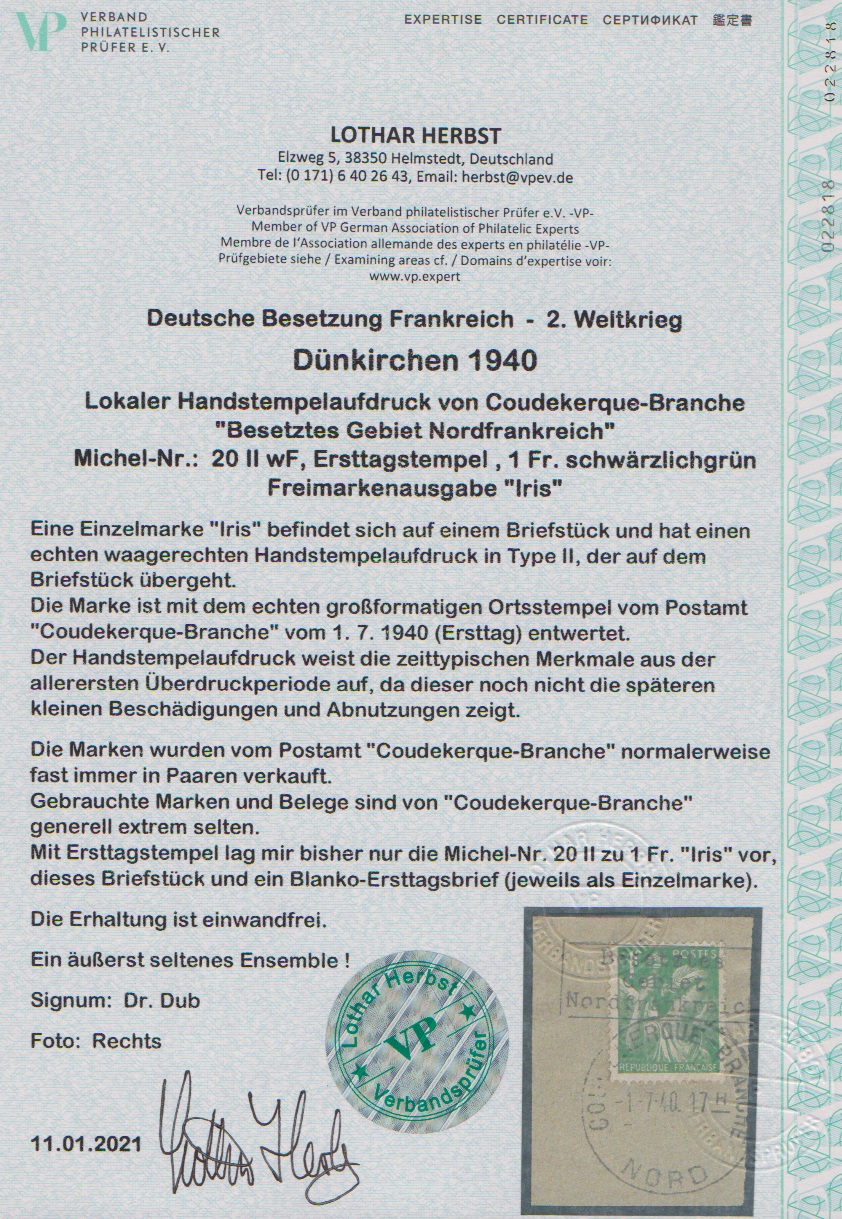 VP VERBAND
PHILATELISTISCHER
PRÜFER E. V.
EXPERTISE CERTIFICATE СЕРТИФИКАТ 鑑定書
022818
022818
LOTHAR HERBST
Elzweg 5, 38350 Helmstedt, Deutschland
Tel: (0 171) 6 40 26 43, Email: herbst@vpev.de
Verbandsprüfer im Verband philatelistischer Prüfer e.V. -VP-
Member of VP German Association of Philatelic Experts
Membre de l'Association allemande des experts en philatélie -VP-
Prüfgebiete siehe / Examining areas cf. / Domains d'expertise voir:
www.vp.expert
Deutsche Besetzung Frankreich - 2. Weltkrieg
Dünkirchen 1940
Lokaler Handstempelaufdruck von Coudekerque-Branche
"Besetztes Gebiet Nordfrankreich"
Michel-Nr.: 20 II wF, Ersttagstempel , 1 Fr. schwärzlichgrün
Freimarkenausgabe "Iris"
Eine Einzelmarke "Iris" befindet sich auf einem Briefstück und hat einen
echten waagerechten Handstempelaufdruck in Type II, der auf dem
Briefstück übergeht.
Die Marke ist mit dem echten großformatigen Ortsstempel vom Postamt
"Coudekerque-Branche" vom 1. 7. 1940 (Ersttag) entwertet.
Der Handstempelaufdruck weist die zeittypischen Merkmale aus der
allerersten Überdruckperiode auf, da dieser noch nicht die späteren
kleinen Beschädigungen und Abnutzungen zeigt.
Die Marken wurden vom Postamt "Coudekerque-Branche" normalerweise
fast immer in Paaren verkauft.
Gebrauchte Marken und Belege sind von "Coudekerque-Branche"
generell extrem selten.
Mit Ersttagstempel lag mir bisher nur die Michel-Nr. 20 II zu 1 Fr. "Iris" vor,
dieses Briefstück und ein Blanko-Ersttagsbrief (jeweils als Einzelmarke).
Die Erhaltung ist einwandfrei.
Ein äußerst seltenes Ensemble !
Signum: Dr. Dub
Foto: Rechts
11.01.2021
Lothar Herbst
VP
Verbandsprüfer
POSTES
Besetztes
Gebiet
Nordfrankreich
REPUBLIQUE FRANCAISE
-1-7-40. 17 H
NORD